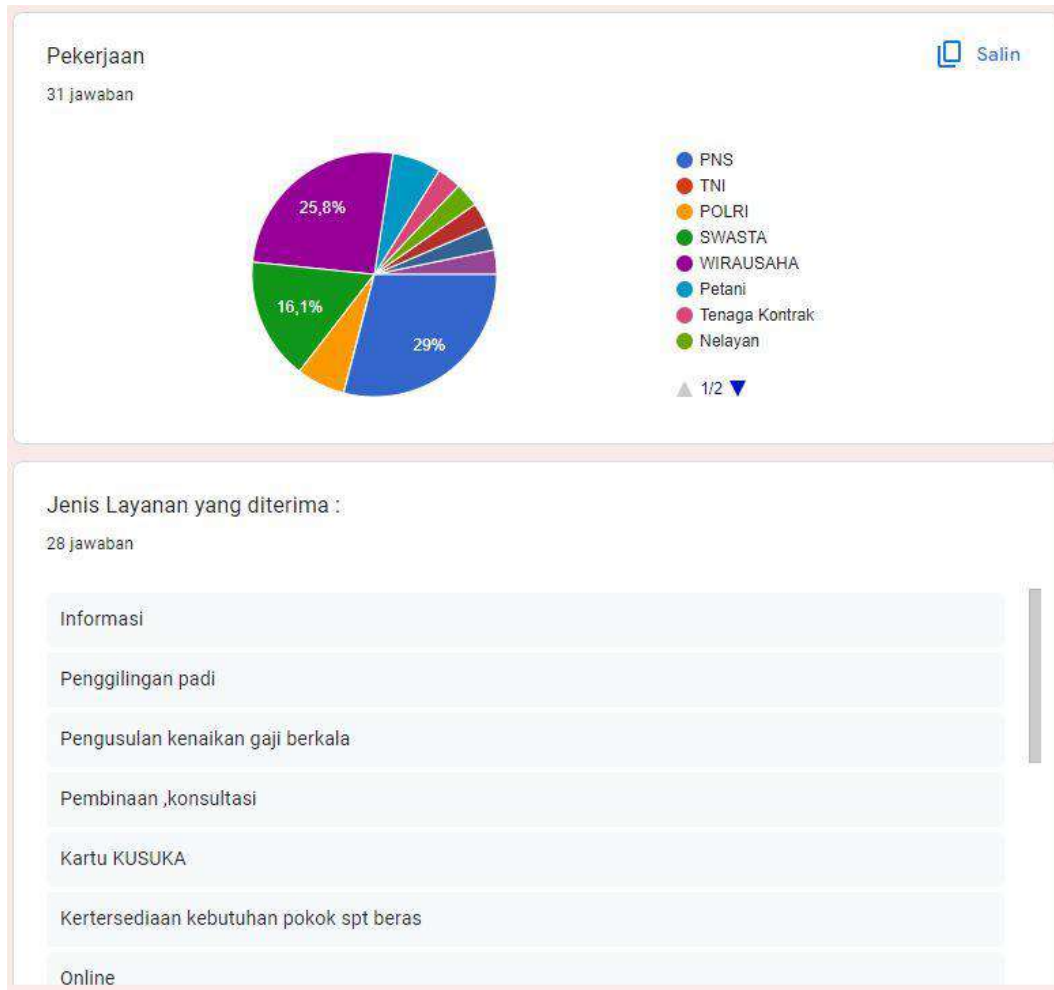 Pekerjaan
Salin
31 jawaban
25,8%
16,1%
29%
PNS
TNI
POLRI
SWASTA
WIRAUSAHA
Petani
Tenaga Kontrak
Nelayan
1/2
Jenis Layanan yang diterima :
28 jawaban
Informasi
Penggilingan padi
Pengusulan kenaikan gaji berkala
Pembinaan ,konsultasi
Kartu KUSUKA
Kertersediaan kebutuhan pokok spt beras
Online